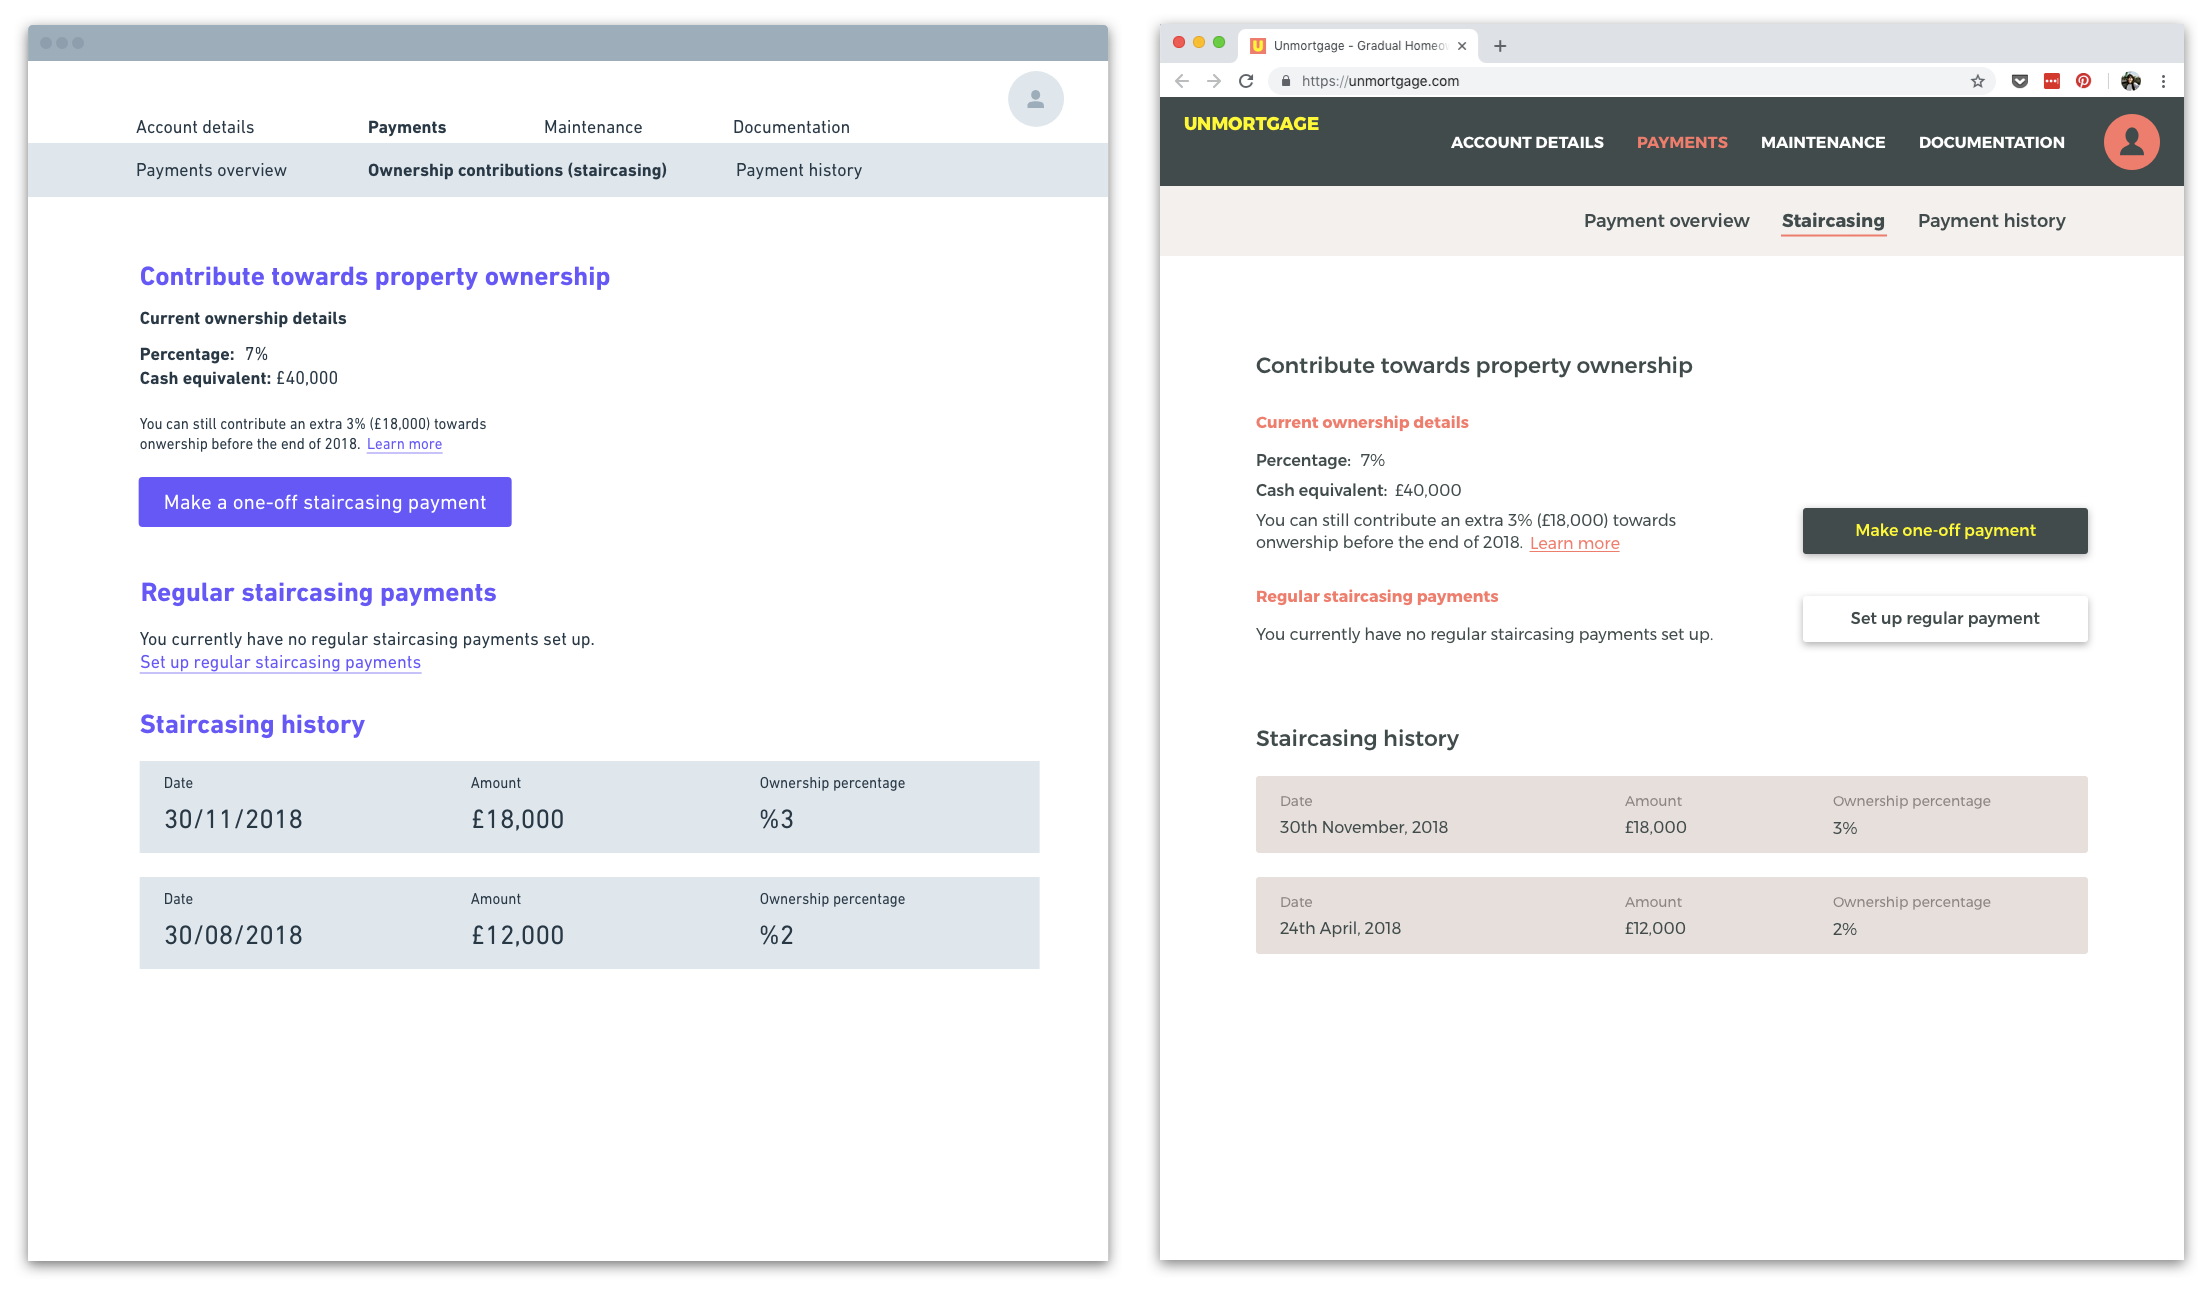 Account details Payments Maintenance Documentation
Payments overview Ownership contributions (staircasing) Payment history
Contribute towards property ownership
Current ownership details
Percentage: 7%
Cash equivalent: £40,000
You can still contribute an extra 3% (£18,000) towards
onwership before the end of 2018. Learn more
Make a one-off staircasing payment
Regular staircasing payments
You currently have no regular staircasing payments set up.
Set up regular staircasing payments
Staircasing history
Date Amount Ownership percentage
30/11/2018 £18,000 %3
Date Amount Ownership percentage
30/08/2018 £12,000 %2
U Unmortgage - Gradual Homeow
https://unmortgage.com
UNMORTGAGE
ACCOUNT DETAILS PAYMENTS MAINTENANCE DOCUMENTATION
Payment overview Staircasing Payment history
Contribute towards property ownership
Current ownership details
Percentage: 7%
Cash equivalent: £40,000
You can still contribute an extra 3% (£18,000) towards
onwership before the end of 2018. Learn more
Make one-off payment
Regular staircasing payments
You currently have no regular staircasing payments set up.
Set up regular payment
Staircasing history
Date Amount Ownership percentage
30th November, 2018 £18,000 3%
Date Amount Ownership percentage
24th April, 2018 £12,000 2%